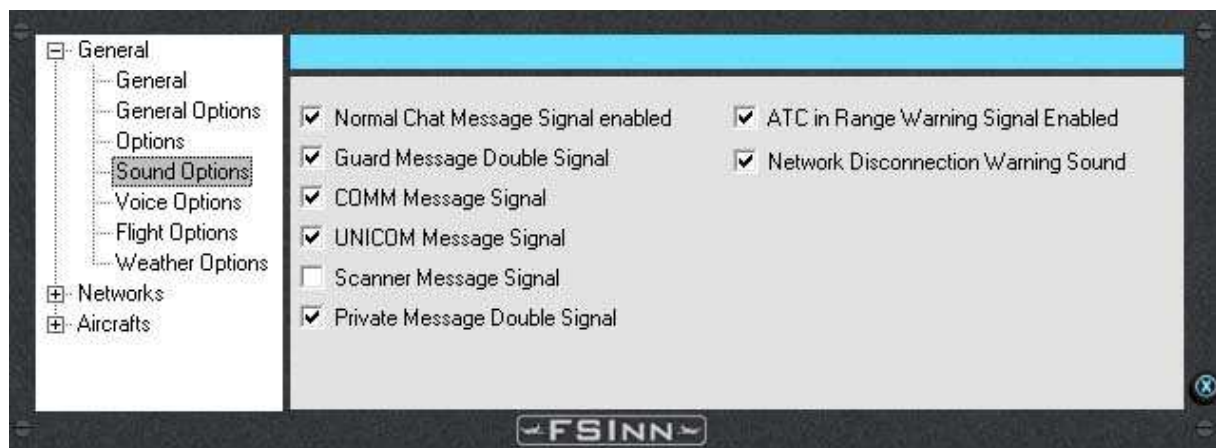 General
General
General Options
Options
Sound Options
Voice Options
Flight Options
Weather Options
Networks
Aircrafts
Normal Chat Message Signal enabled
Guard Message Double Signal
COMM Message Signal
UNICOM Message Signal
Scanner Message Signal
Private Message Double Signal
ATC in Range Warning Signal Enabled
Network Disconnection Warning Sound
X
FSINN